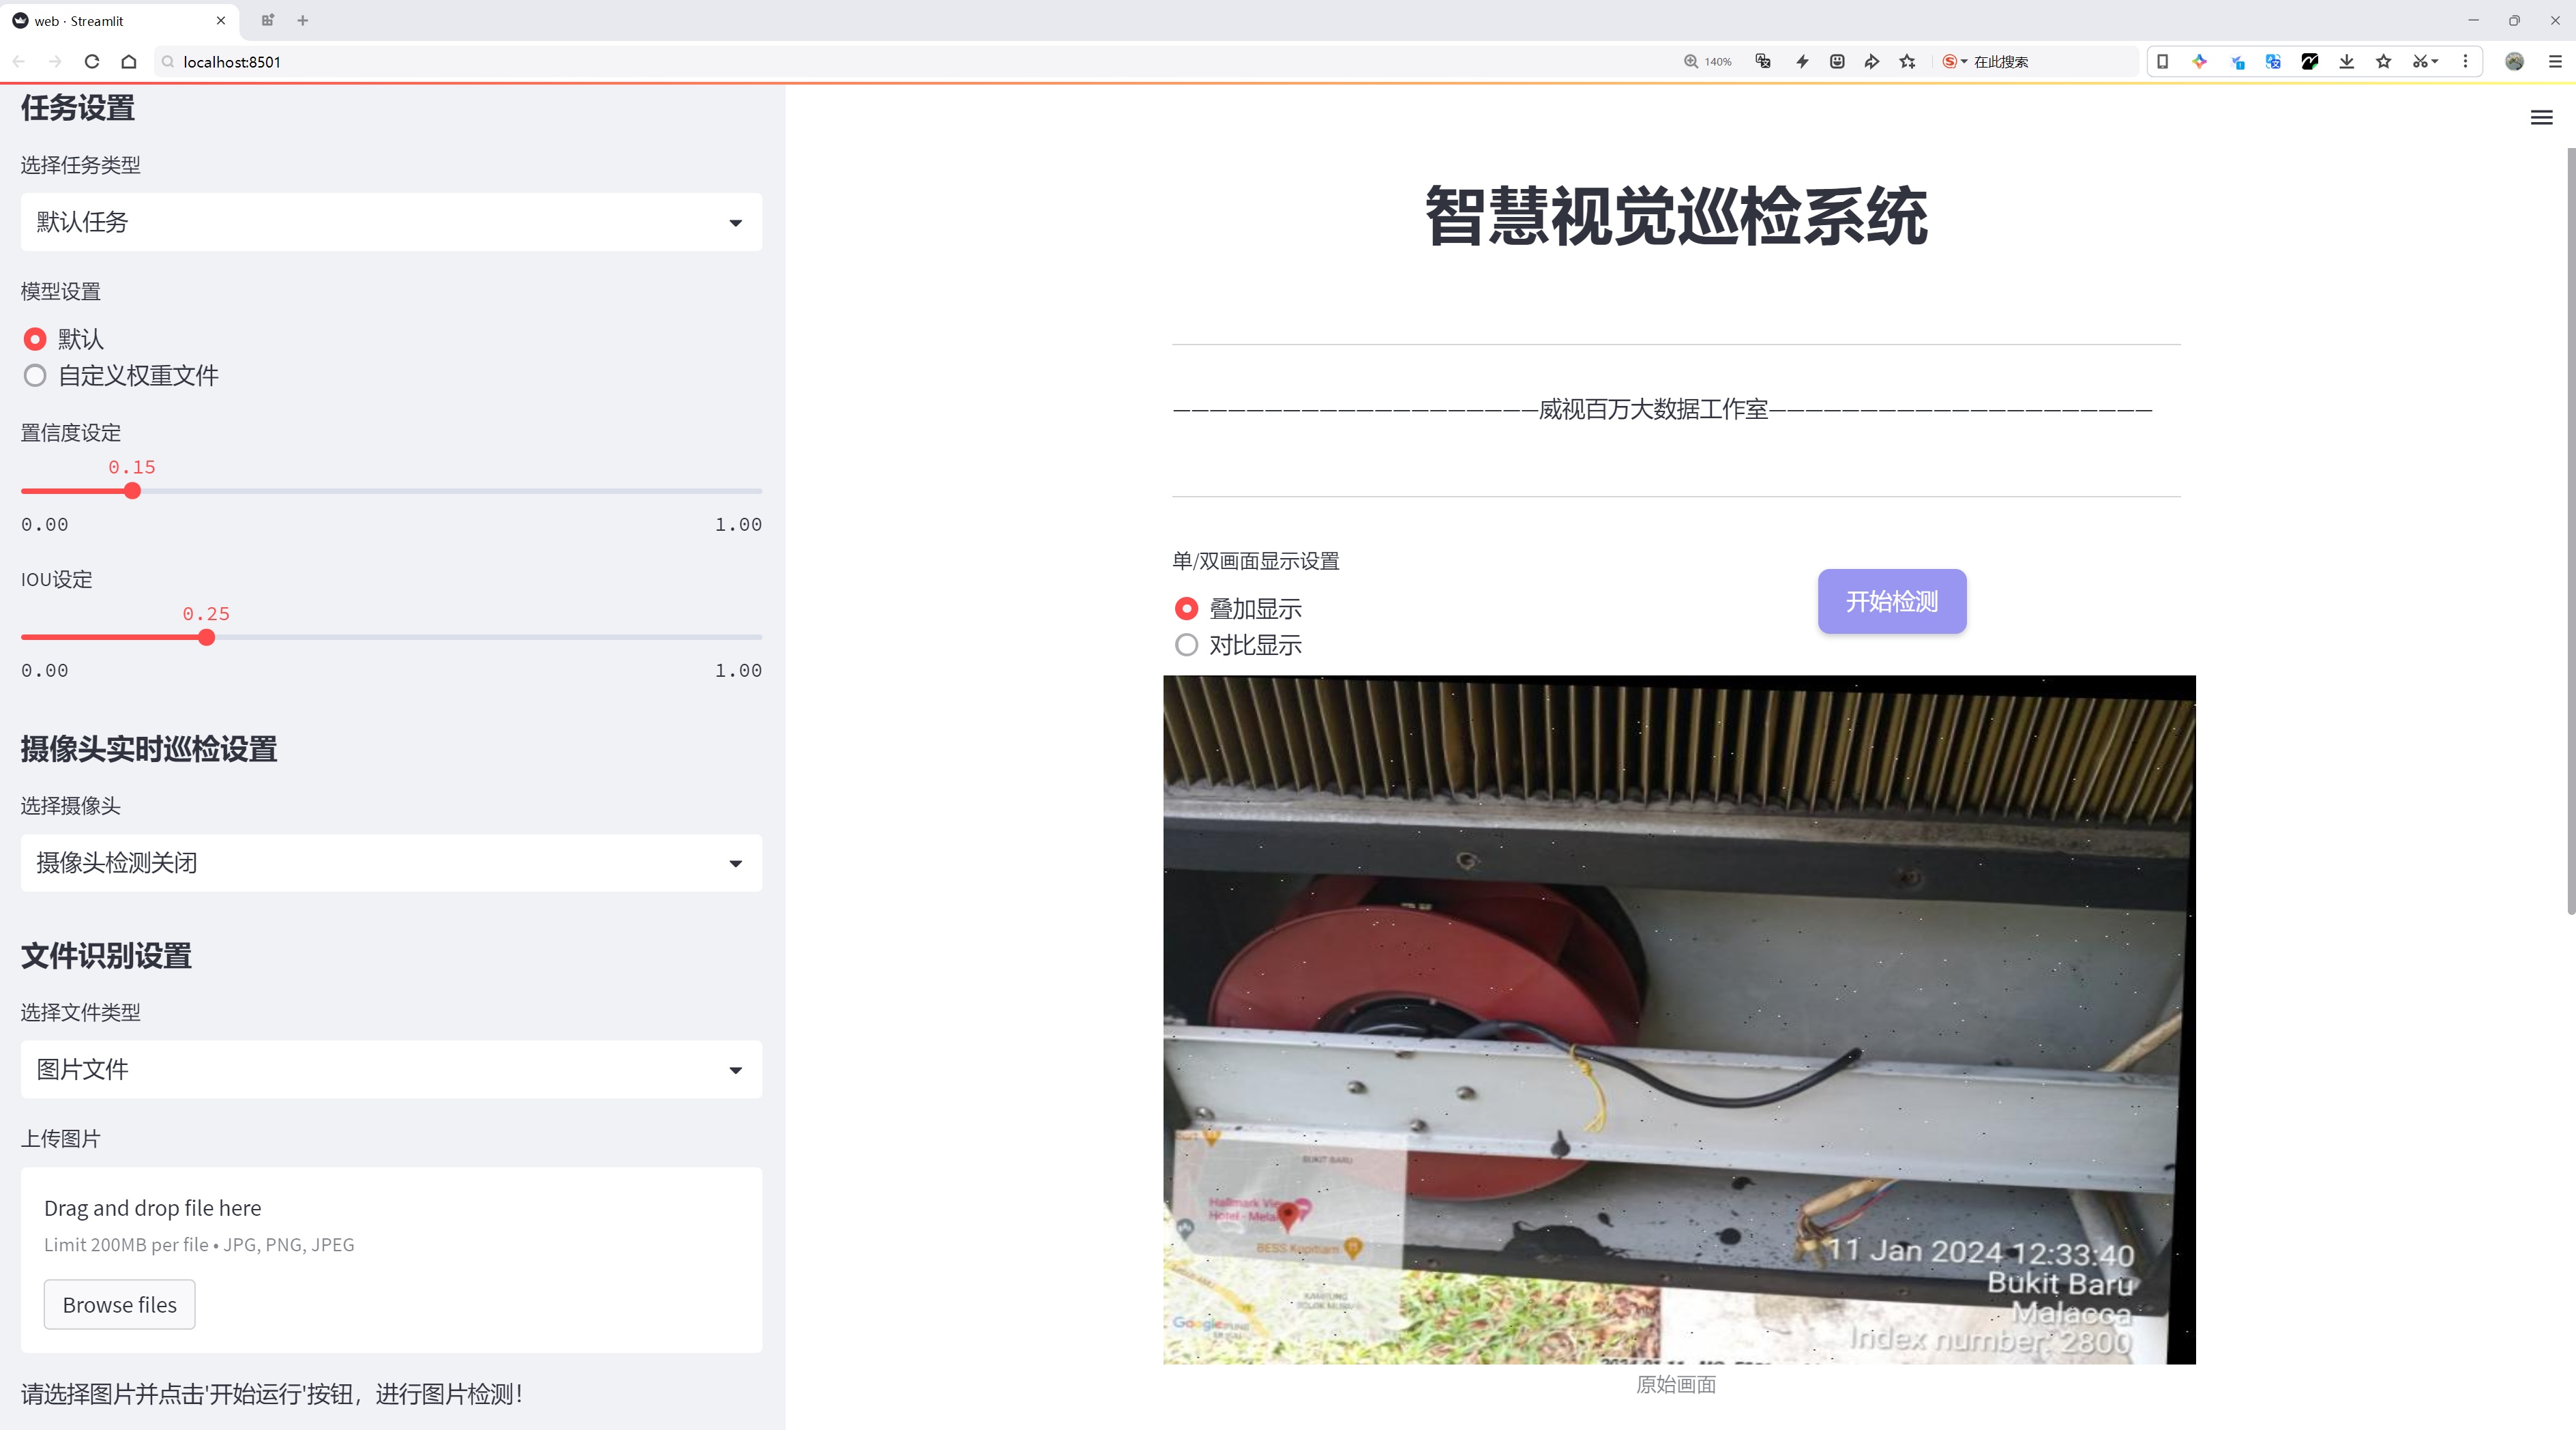 web · Streamlit
localhost:8501
140%
在此搜索
任务设置
选择任务类型
默认任务
模型设置
默认
自定义权重文件
置信度设定
0.15
0.00
1.00
IOU设定
0.25
0.00
1.00
摄像头实时巡检设置
选择摄像头
摄像头检测关闭
文件识别设置
选择文件类型
图片文件
上传图片
Drag and drop file here
Limit 200MB per file • JPG, PNG, JPEG
Browse files
请选择图片并点击'开始运行'按钮，进行图片检测！
智慧视觉巡检系统
—————————————————————威视百万大数据工作室——————————————————————
单/双画面显示设置
叠加显示
对比显示
开始检测
BUKIT BARU
Hallmark
Hotel - Mela
BESS
Google
11 Jan 2024 12:33:40
Bukit Baru
Malacca
Index number: 2800
原始画面